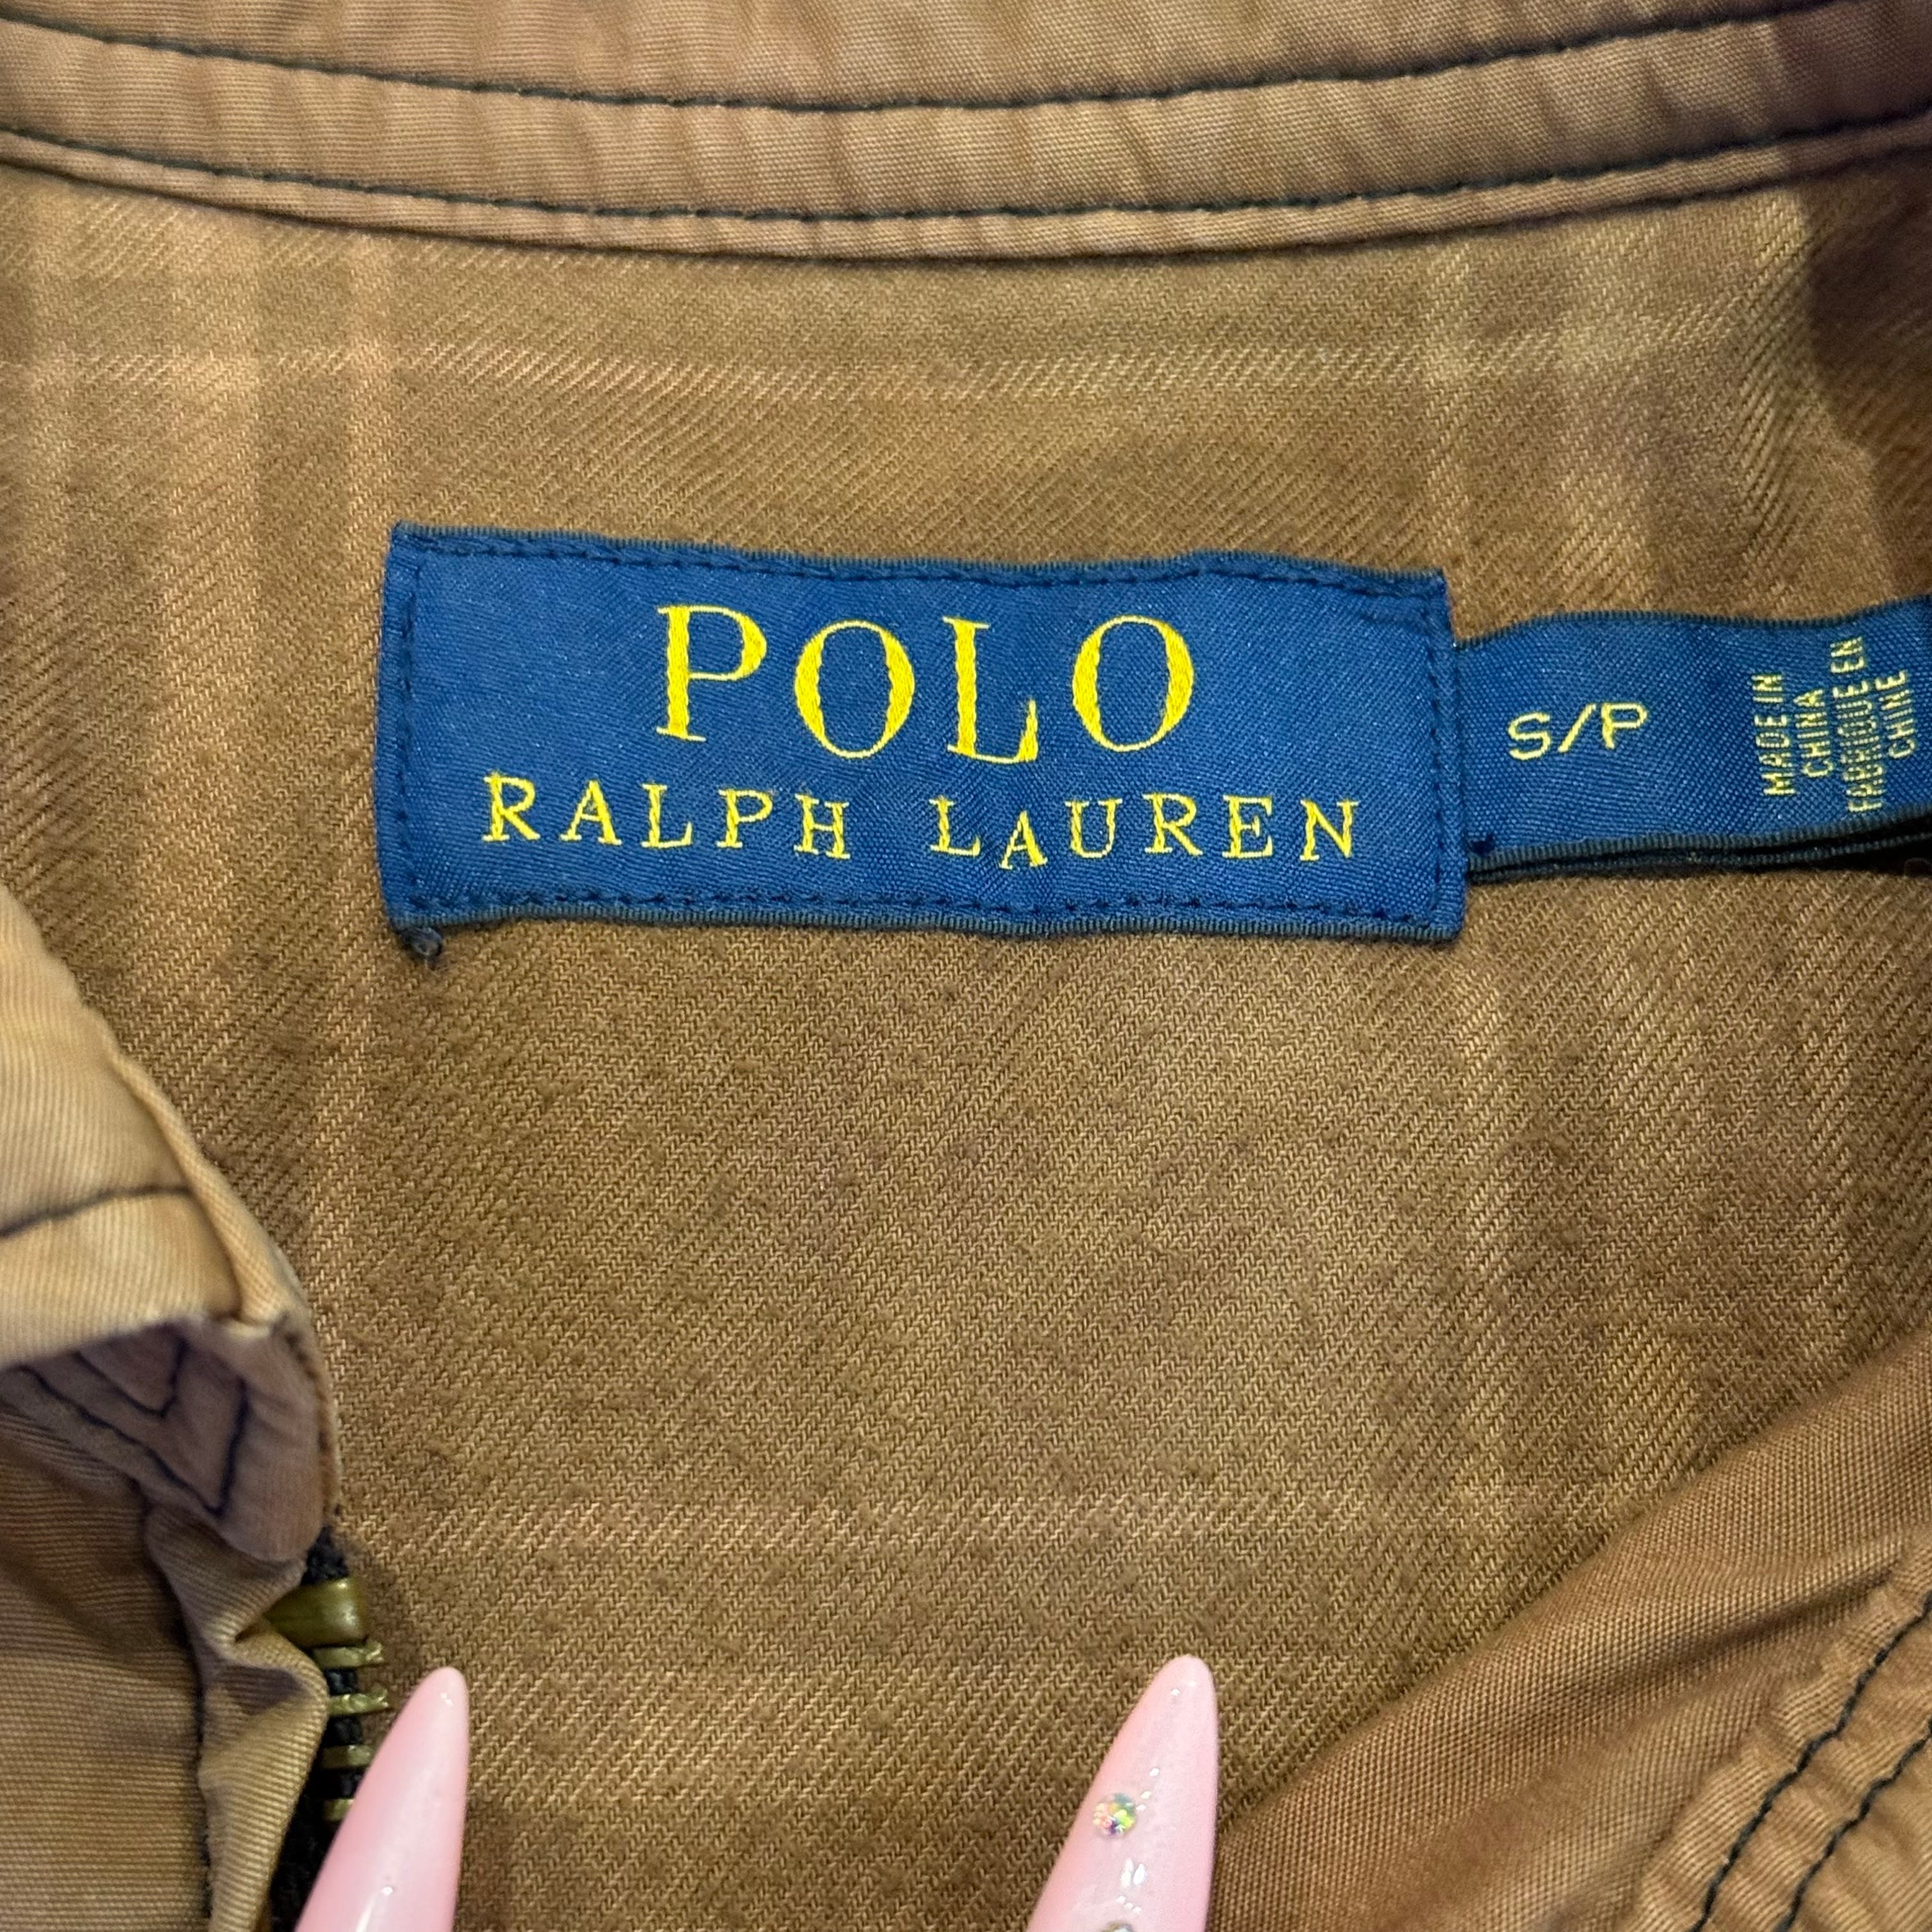 POLO
RALPH LAUREN
S/P
MADE IN
CHINA
FABRIQUE EN
CHINE